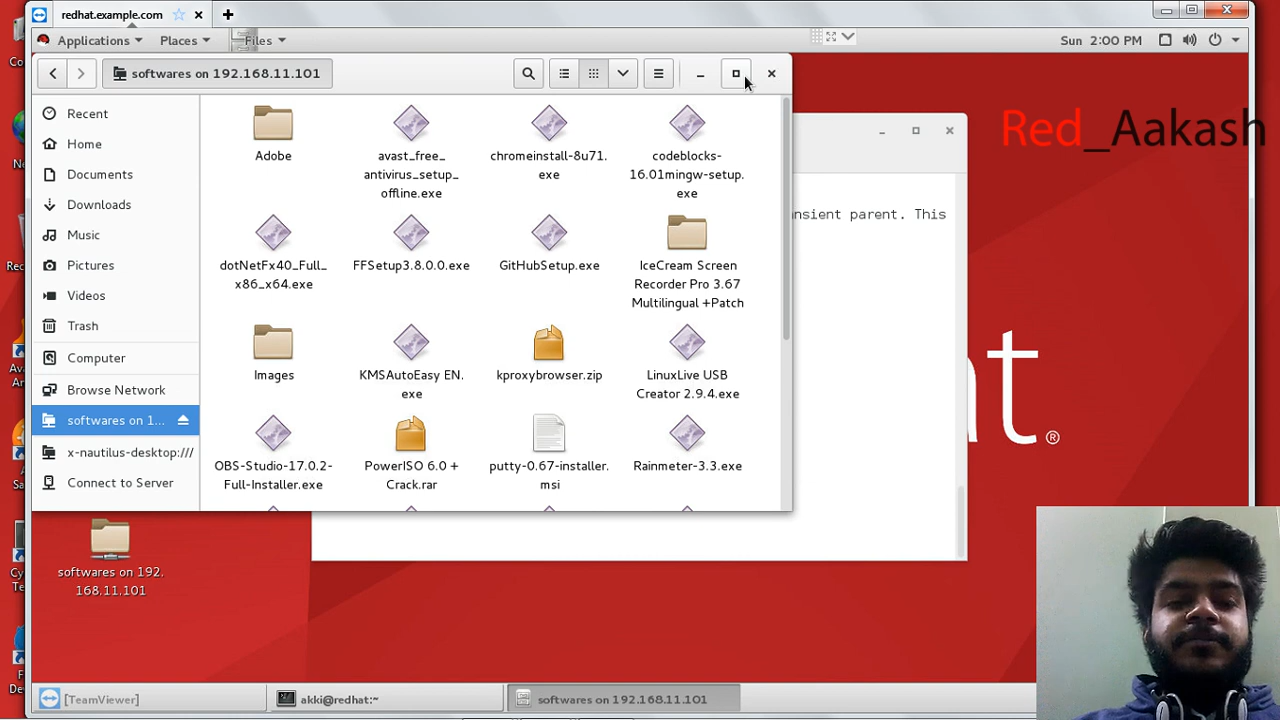 redhat.example.com
Applications
Places
Files
Sun 2:00 PM
softwares on 192.168.11.101
Red_Aakash
Recent
Home
Documents
Downloads
Music
Pictures
Videos
Trash
Computer
Browse Network
softwares on 1...
x-nautilus-desktop:///
Connect to Server
Adobe
avast_free_
antivirus_setup_
offline.exe
chromeinstall-8u71.
exe
codeblocks-
16.01mingw-setup.
exe
dotNetFx40_Full_
x86_x64.exe
FFSetup3.8.0.0.exe
GitHubSetup.exe
IceCream Screen
Recorder Pro 3.67
Multilingual +Patch
Images
KMSAutoEasy EN.
exe
kproxybrowser.zip
LinuxLive USB
Creator 2.9.4.exe
OBS-Studio-17.0.2-
Full-Installer.exe
PowerISO 6.0 +
Crack.rar
putty-0.67-installer.
msi
Rainmeter-3.3.exe
parent. This
softwares on 192.
168.11.101
[TeamViewer]
akki@redhat:~
softwares on 192.168.11.101